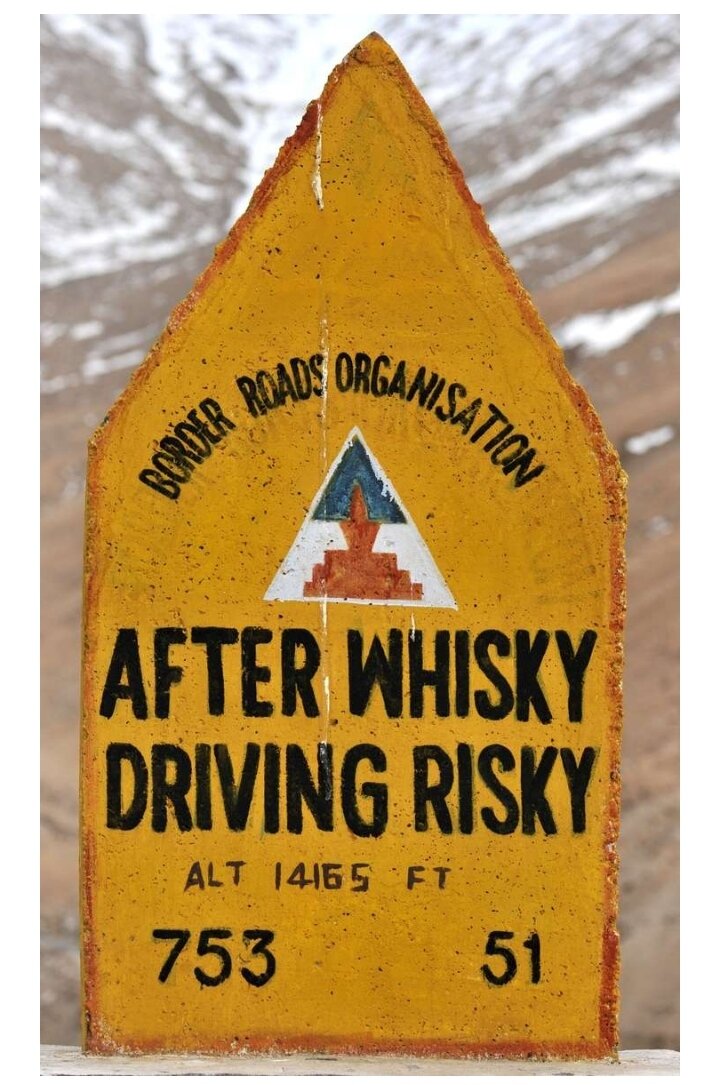 BORDER ROADS ORGANISATION
AFTER WHISKY
DRIVING RISKY
ALT 14165 FT
753 51